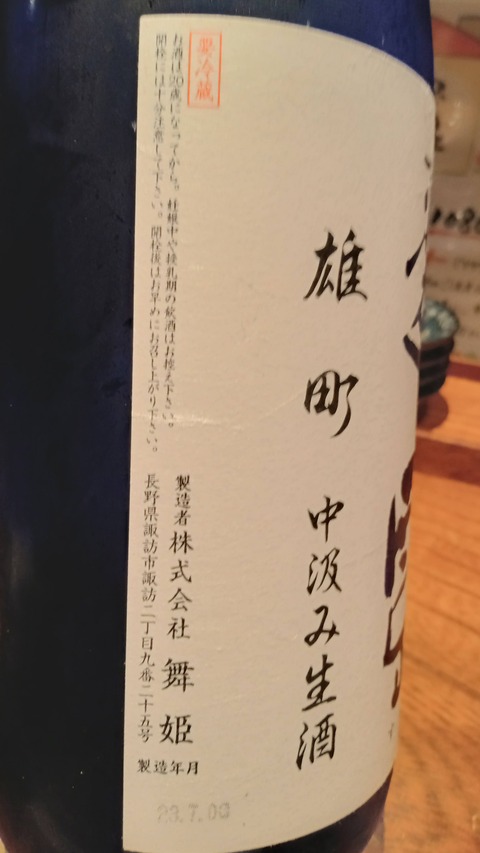 雄町 中汲み生酒
要冷蔵
お酒は20歳になってから。妊娠中や授乳期の飲酒はお控え下さい。
開栓には十分注意して下さい。開栓後はお早めにお召し上がり下さい。
製造者 株式会社 舞姫
長野県諏訪市諏訪二丁目九番二十五号
製造年月